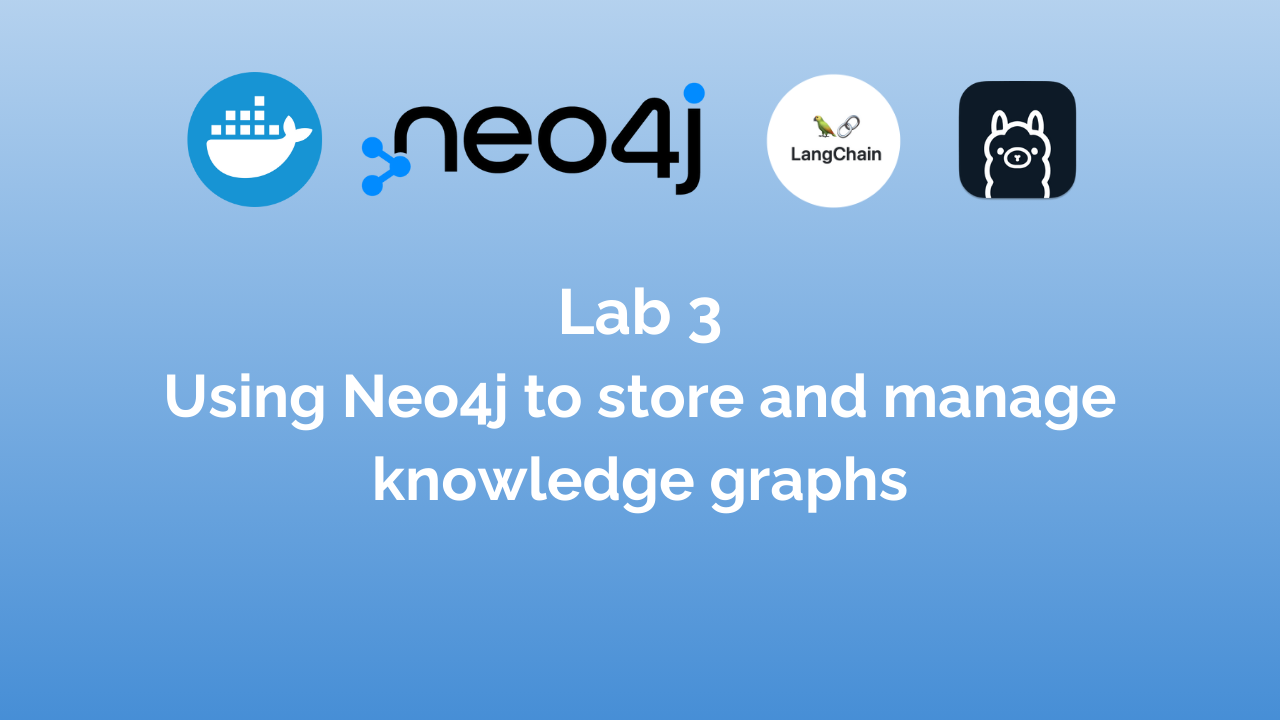 neo4j
LangChain
Lab 3
Using Neo4j to store and manage
knowledge graphs